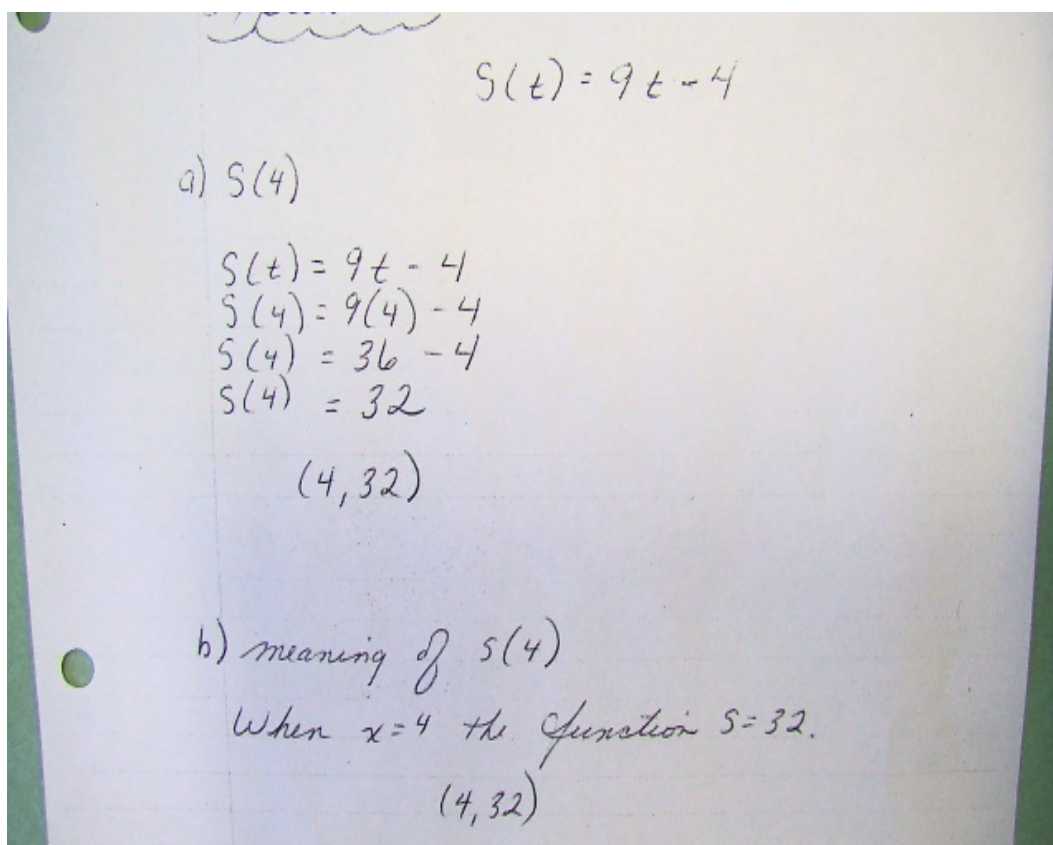 S(t) = 9t - 4
a) S(4)
S(t) = 9t - 4
S(4) = 9(4) - 4
S(4) = 36 - 4
S(4) = 32
(4, 32)
b) meaning of S(4)
When x = 4 the function S = 32.
(4, 32)